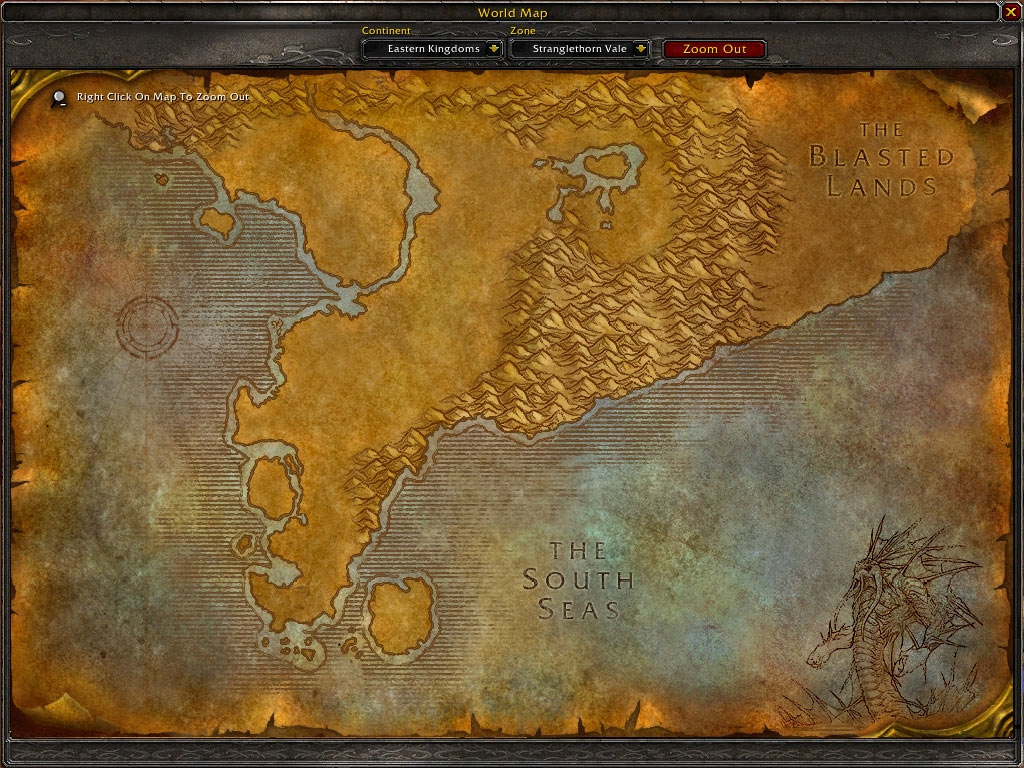 World Map
Continent
Zone
Eastern Kingdoms
Stranglethorn Vale
Zoom Out
Right Click On Map To Zoom Out
THE
BLASTED
LANDS
THE
SOUTH
SEAS